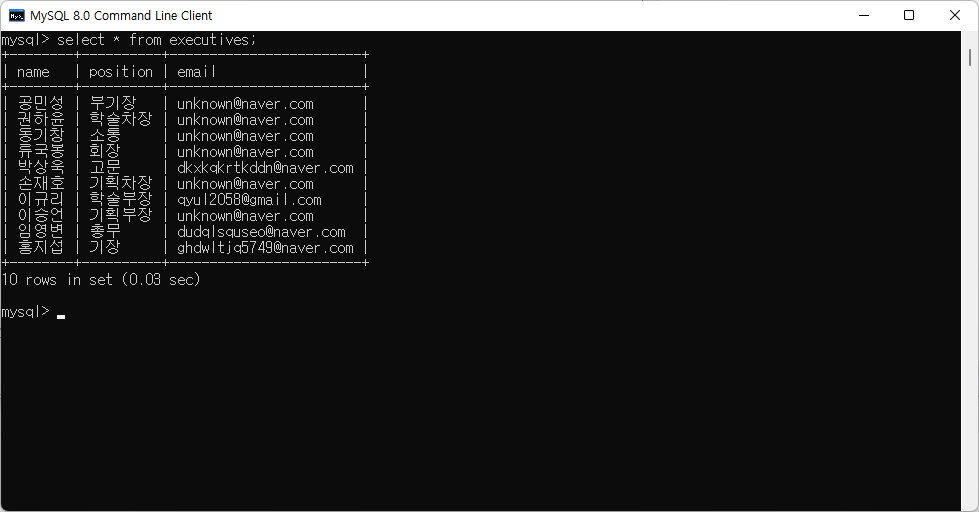 MySQL 8.0 Command Line Client
mysql> select * from executives;
+--------+----------+------------------------+
| name   | position | email                  |
+--------+----------+------------------------+
| 공민성 | 부기장   | unknown@naver.com      |
| 권하윤 | 학술차장 | unknown@naver.com      |
| 동기창 | 소통     | unknown@naver.com      |
| 류국봉 | 회장     | unknown@naver.com      |
| 박상욱 | 고문     | dkxkqkrtkddn@naver.com |
| 손재호 | 기획차장 | unknown@naver.com      |
| 이규리 | 학술부장 | qyul2058@gmail.com     |
| 이승언 | 기획부장 | unknown@naver.com      |
| 임영변 | 총무     | dudqlsquseo@naver.com  |
| 홍지섭 | 기장     | ghdwltjq5749@naver.com |
+--------+----------+------------------------+
10 rows in set (0.03 sec)
mysql>